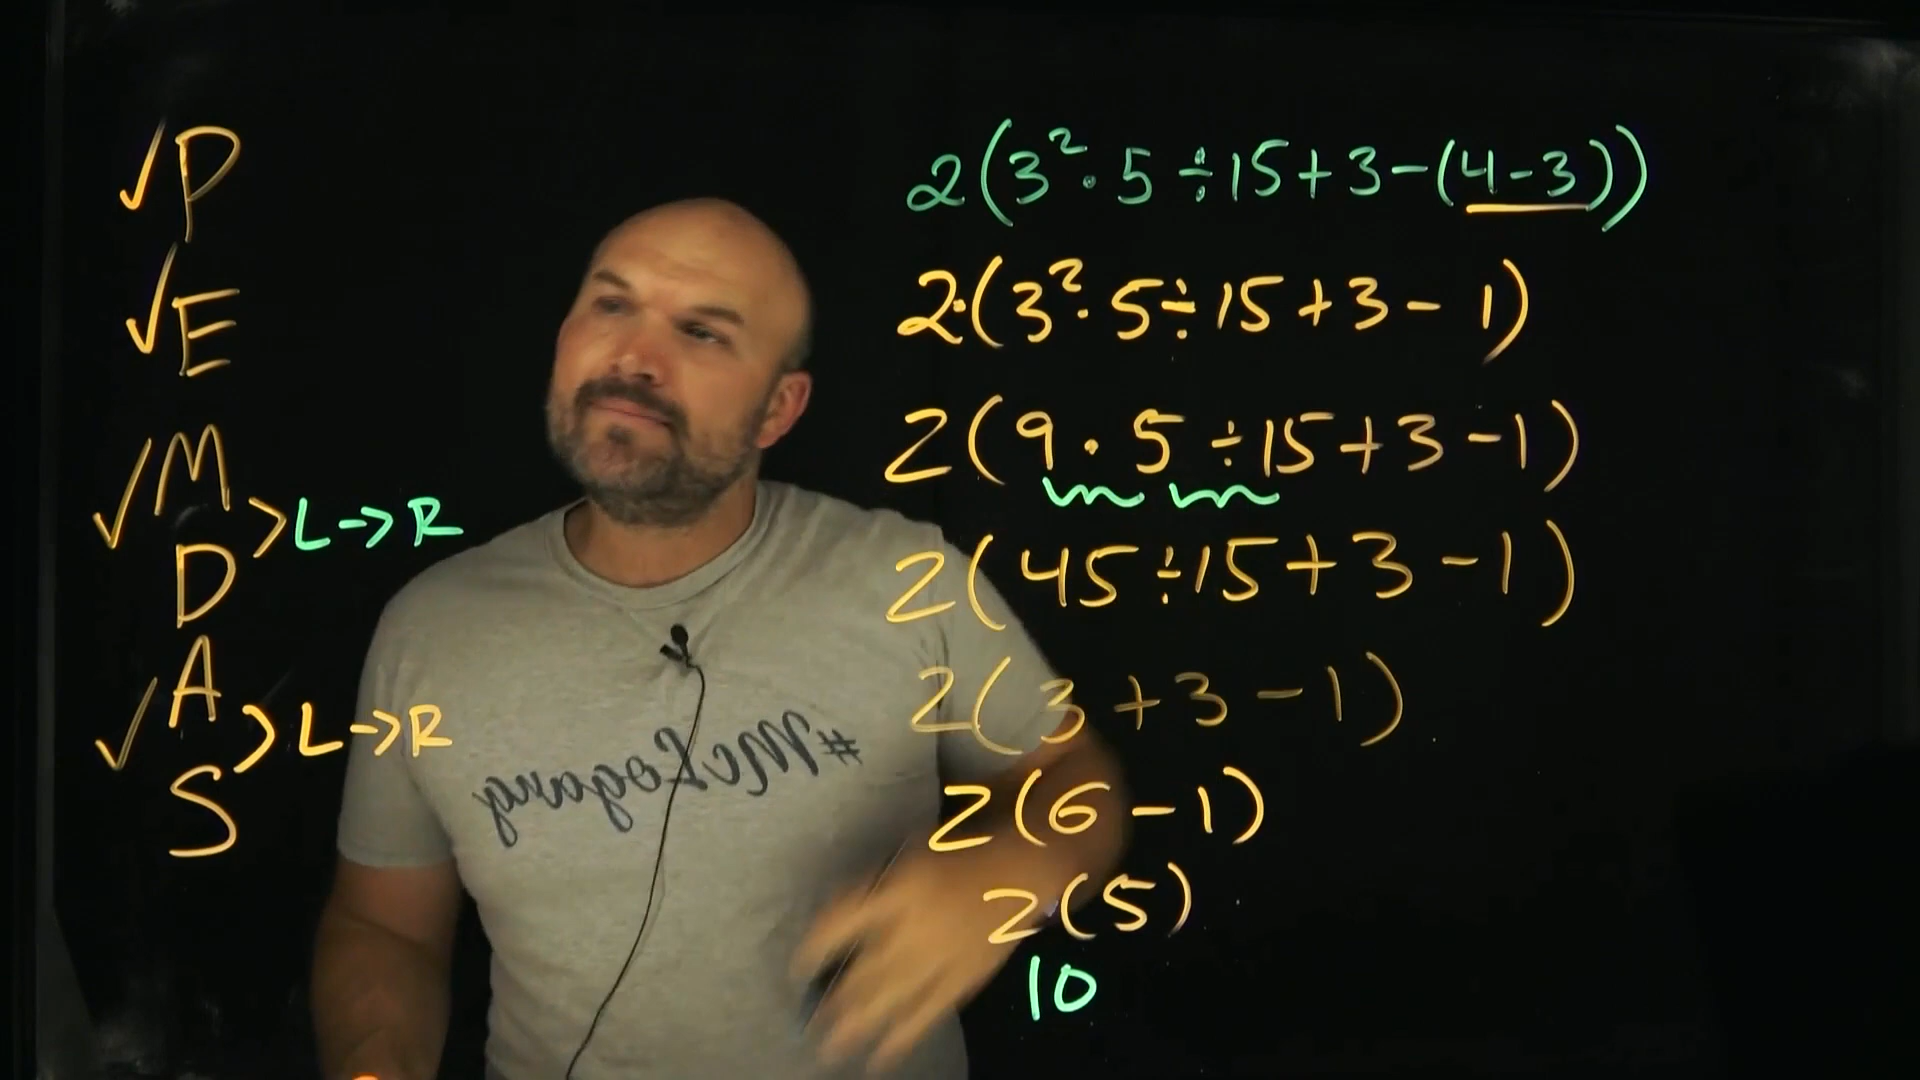 √P
√E
√M
D
> L->R
√A
S
> L->R
#McLogang
2(3²·5÷15+3-(4-3))
2·(3²·5÷15+3-1)
2(9·5÷15+3-1)
2(45÷15+3-1)
2(3+3-1)
2(6-1)
2(5)
10